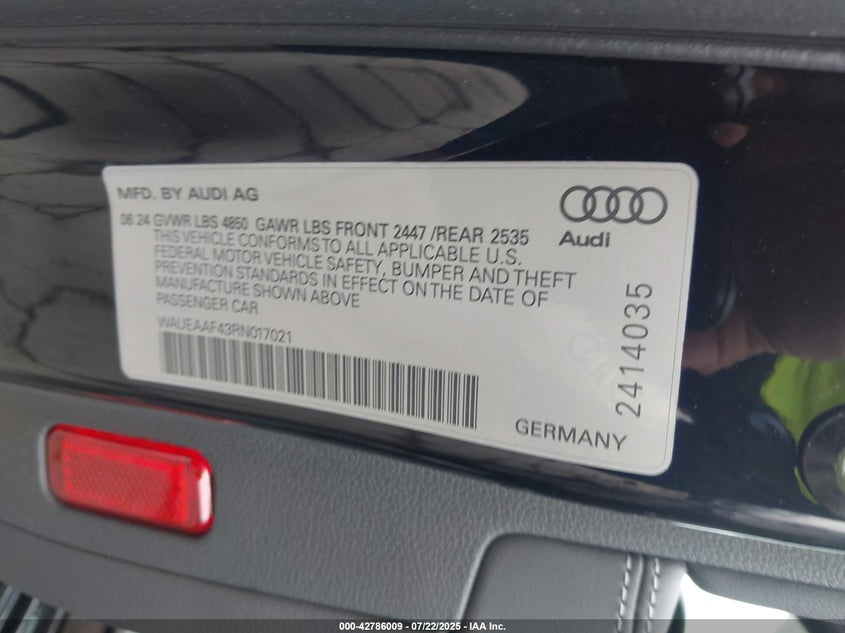 MFD. BY AUDI AG
06 24 GVWR LBS 4850 GAWR LBS FRONT 2447 /REAR 2535
THIS VEHICLE CONFORMS TO ALL APPLICABLE U.S.
FEDERAL MOTOR VEHICLE SAFETY, BUMPER AND THEFT
PREVENTION STANDARDS IN EFFECT ON THE DATE OF
MANUFACTURE SHOWN ABOVE
PASSENGER CAR
WAUEAAF43RN017021
Audi
2414035
GERMANY
000-42786009 / 07/22/2025 - IAA Inc.